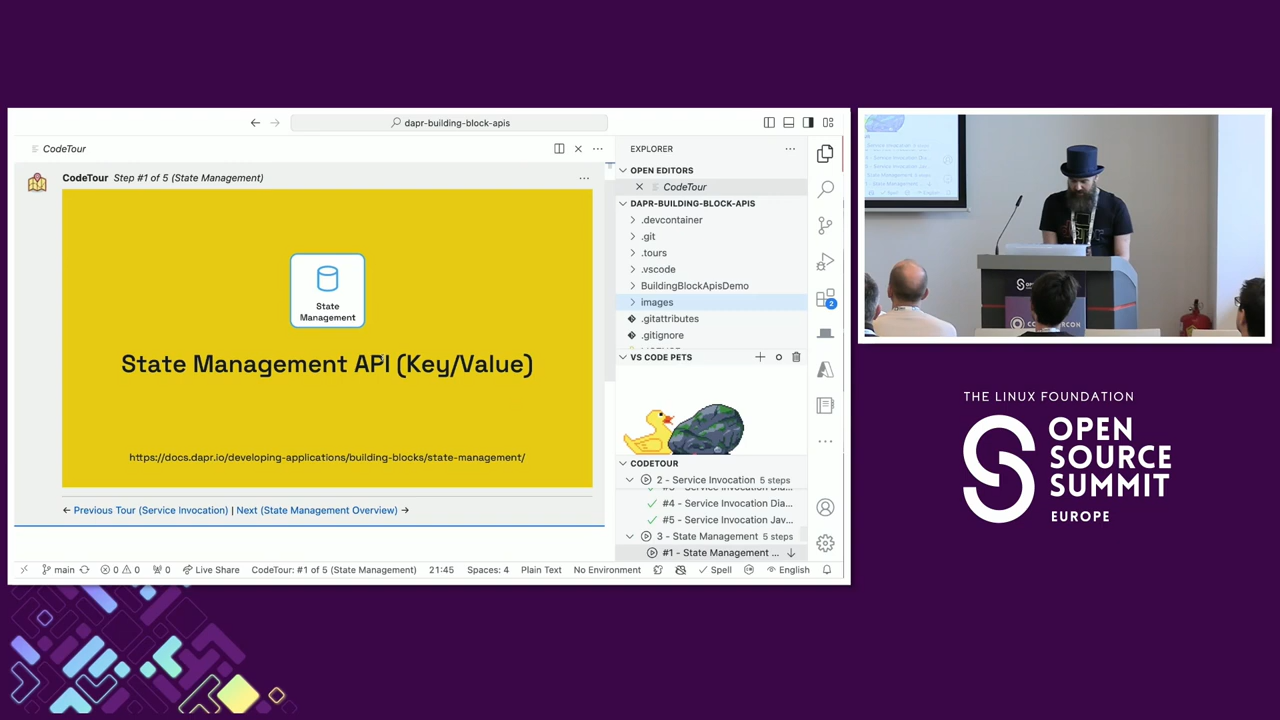 dapr-building-block-apis
CodeTour
CodeTour Step #1 of 5 (State Management)
State
Management
State Management API (Key/Value)
https://docs.dapr.io/developing-applications/building-blocks/state-management/
← Previous Tour (Service Invocation) | Next (State Management Overview) →
EXPLORER
OPEN EDITORS
CodeTour
DAPR-BUILDING-BLOCK-APIS
.devcontainer
.git
.tours
.vscode
BuildingBlockApisDemo
images
.gitattributes
.gitignore
VS CODE PETS
CODETOUR
2 - Service Invocation 5 steps
#4 - Service Invocation Dia...
#5 - Service Invocation Jav...
3 - State Management 5 steps
#1 - State Management ...
2
main 0 0 0 Live Share CodeTour: #1 of 5 (State Management) 21:45 Spaces: 4 Plain Text No Environment Spell English
THE LINUX FOUNDATION
OPEN
SOURCE
SUMMIT
EUROPE